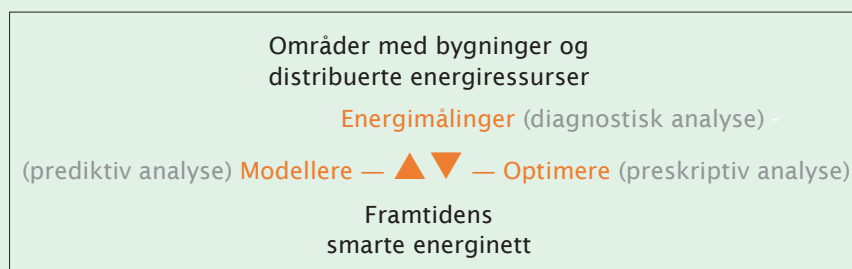 Områder med bygninger og
distribuerte energiressurser
Energimålinger (diagnostisk analyse) -
(prediktiv analyse) Modellere — ▲▼ — Optimere (preskriptiv analyse)
Framtidens
smarte energinett